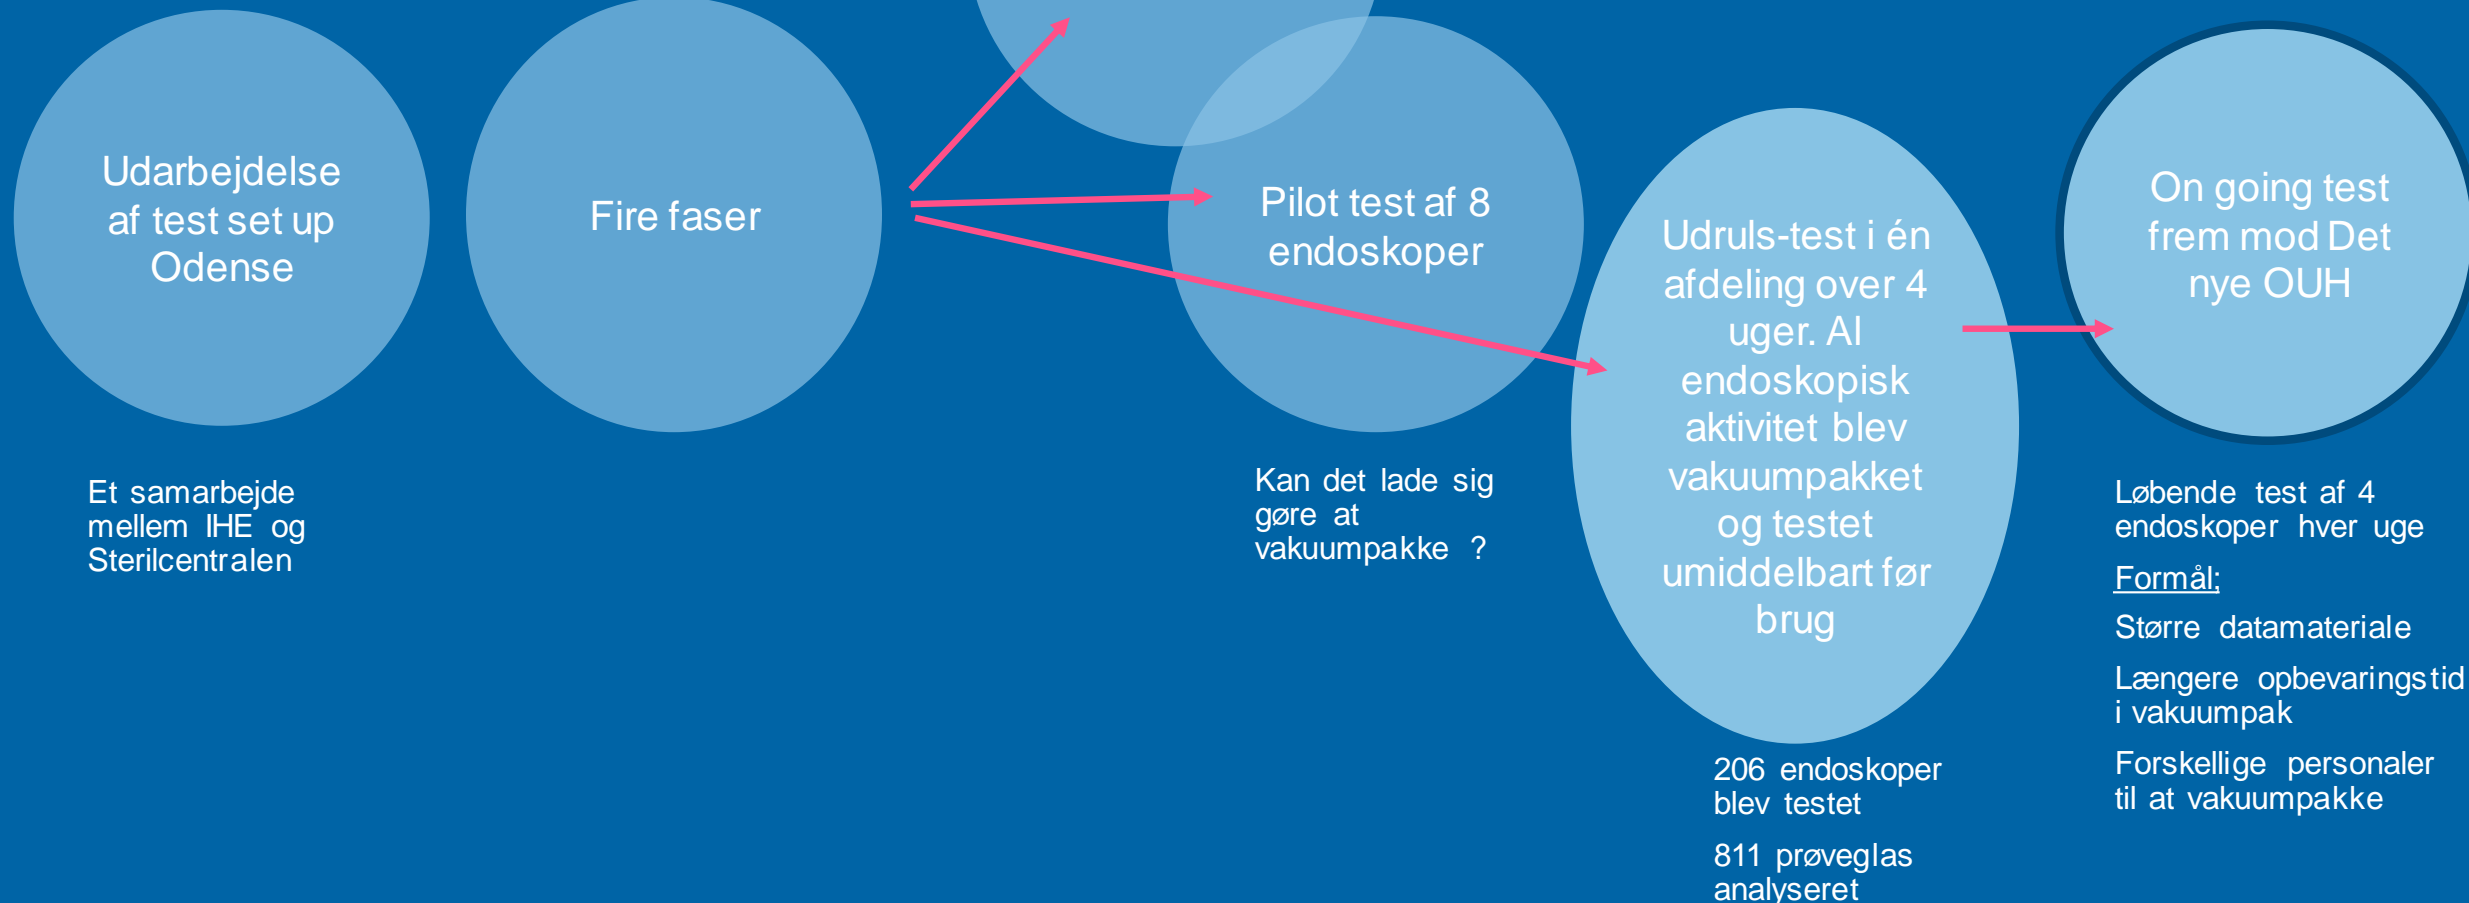 Udarbejdelse
af test set up
Odense
Et samarbejde
mellem IHE og
Sterilcentralen
Fire faser
Pilot test af 8
endoskoper
Kan det lade sig
gøre at
vakuumpakke ?
Udruls-test i én
afdeling over 4
uger. Al
endoskopisk
aktivitet blev
vakuumpakket
og testet
umiddelbart før
brug
206 endoskoper
blev testet
811 prøveglas
analyseret
On going test
frem mod Det
nye OUH
Løbende test af 4
endoskoper hver uge
Formål;
Større datamateriale
Længere opbevaringstid
i vakuumpak
Forskellige personaler
til at vakuumpakke